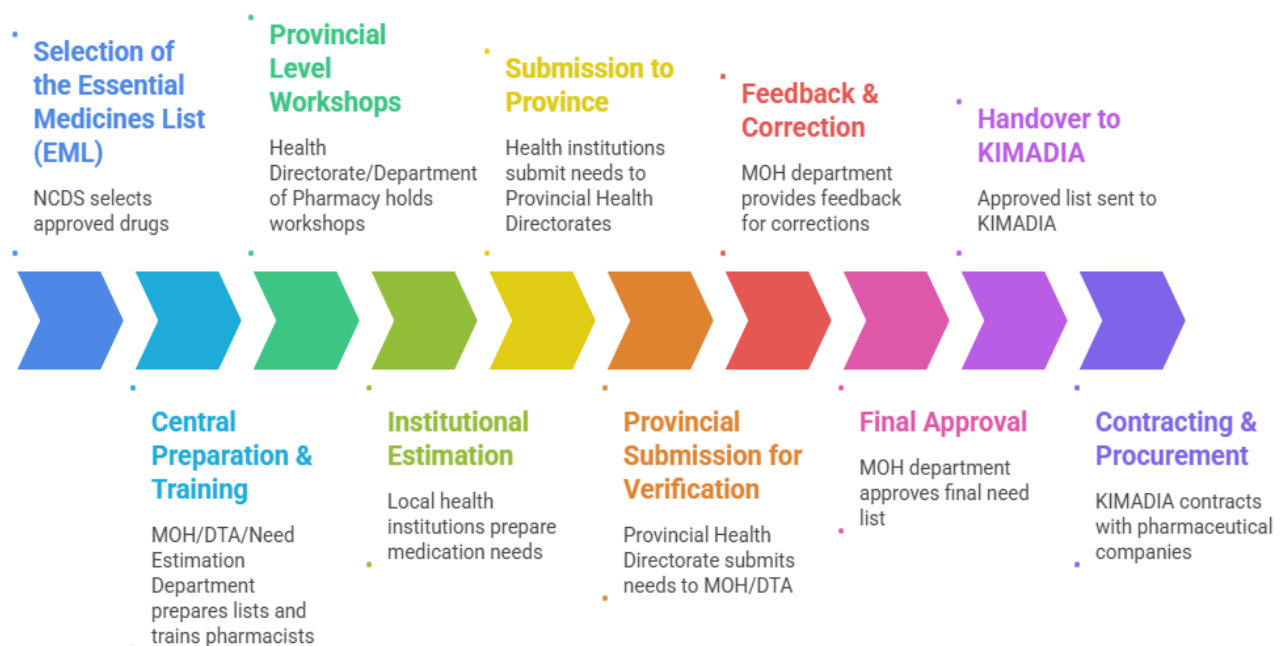 Selection of
the Essential
Medicines List
(EML)
NCDS selects
approved drugs
Central
Preparation &
Training
MOH/DTA/Need
Estimation
Department
prepares lists and
trains pharmacists
Provincial
Level
Workshops
Health
Directorate/Department
of Pharmacy holds
workshops
Institutional
Estimation
Local health
institutions prepare
medication needs
Submission to
Province
Health institutions
submit needs to
Provincial Health
Directorates
Provincial
Submission for
Verification
Provincial Health
Directorate submits
needs to MOH/DTA
Feedback &
Correction
MOH department
provides feedback
for corrections
Final Approval
MOH department
approves final need
list
Handover to
KIMADIA
Approved list sent to
KIMADIA
Contracting &
Procurement
KIMADIA contracts
with pharmaceutical
companies